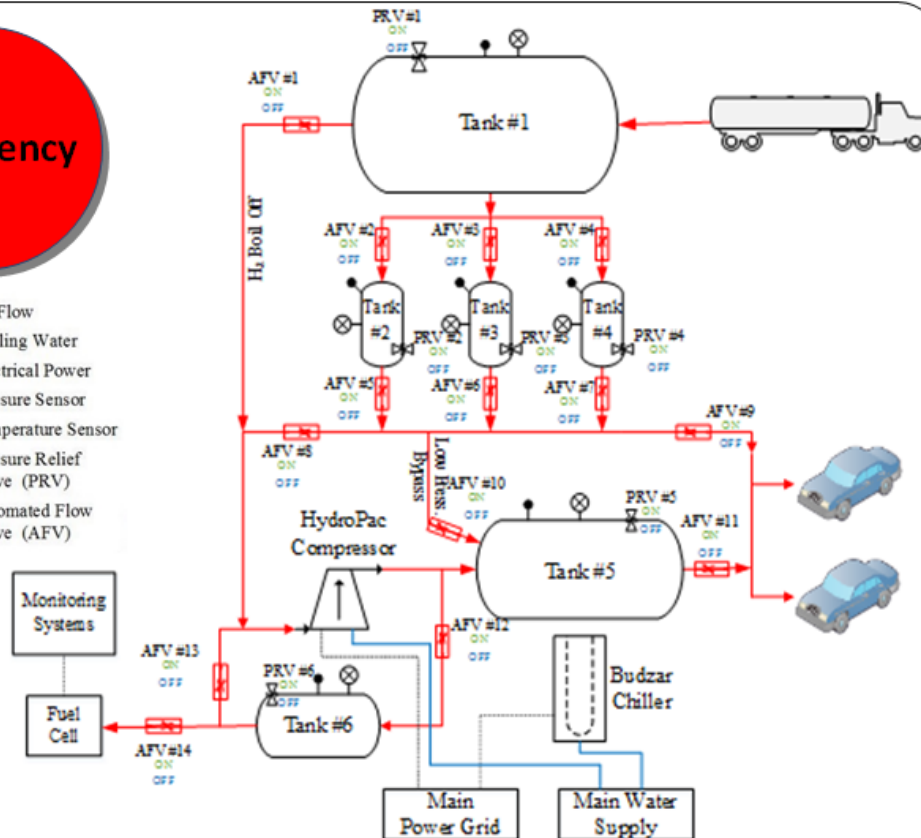 ency
Flow
ling Water
trical Power
sure Sensor
perature Sensor
sure Relief
ve (PRV)
omated Flow
ve (AFV)
PRV #1
ON
OFF
AFV #1
ON
OFF
Tank #1
H₂ Boil Off
AFV #2
ON
OFF
AFV #3
ON
OFF
AFV #4
ON
OFF
Tank
#2
Tank
#3
Tank
#4
PRV #2
ON
OFF
PRV #3
ON
OFF
PRV #4
ON
OFF
AFV #5
ON
OFF
AFV #6
ON
OFF
AFV #7
ON
OFF
AFV #8
ON
OFF
AFV #9
ON
OFF
Bypass
AFV #10
ON
OFF
PRV #5
ON
OFF
AFV #11
ON
OFF
HydroPac
Compressor
Tank #5
Monitoring
Systems
AFV #12
ON
OFF
AFV #13
ON
OFF
PRV #6
ON
OFF
Tank #6
Budzar
Chiller
Fuel
Cell
AFV #14
ON
OFF
Main
Power Grid
Main Water
Supply